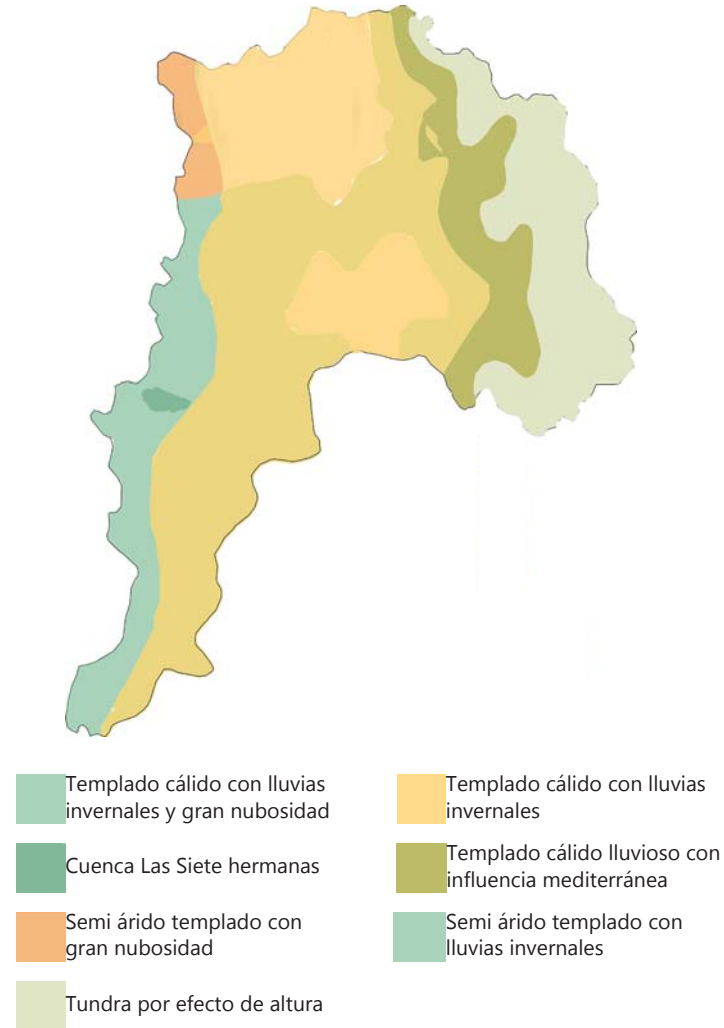 Templado cálido con lluvias
invernales y gran nubosidad
Cuenca Las Siete hermanas
Semi árido templado con
gran nubosidad
Tundra por efecto de altura
Templado cálido con lluvias
invernales
Templado cálido lluvioso con
influencia mediterránea
Semi árido templado con
lluvias invernales